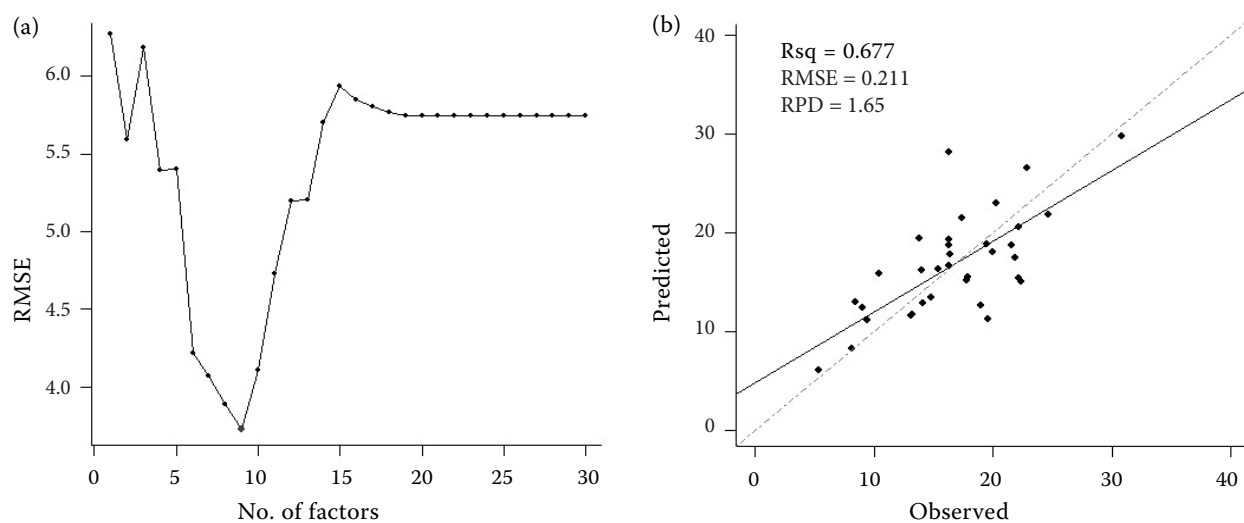 (a)
RMSE
6.0
5.5
5.0
4.5
4.0
0 5 10 15 20 25 30
No. of factors
(b)
Rsq = 0.677
RMSE = 0.211
RPD = 1.65
Predicted
40
30
20
10
0
0 10 20 30 40
Observed